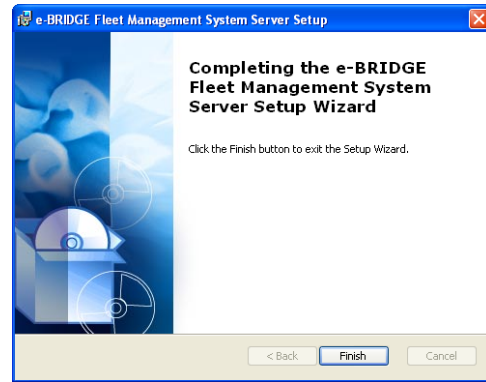 e-BRIDGE Fleet Management System Server Setup
Completing the e-BRIDGE
Fleet Management System
Server Setup Wizard
Click the Finish button to exit the Setup Wizard.
< Back Finish Cancel